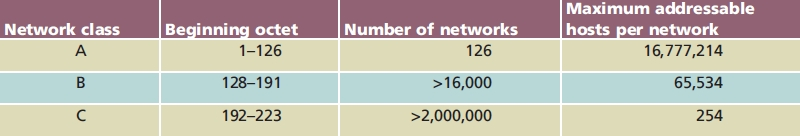 Network class Beginning octet Number of networks Maximum addressable hosts per network
A 1–126 126 16,777,214
B 128–191 >16,000 65,534
C 192–223 >2,000,000 254